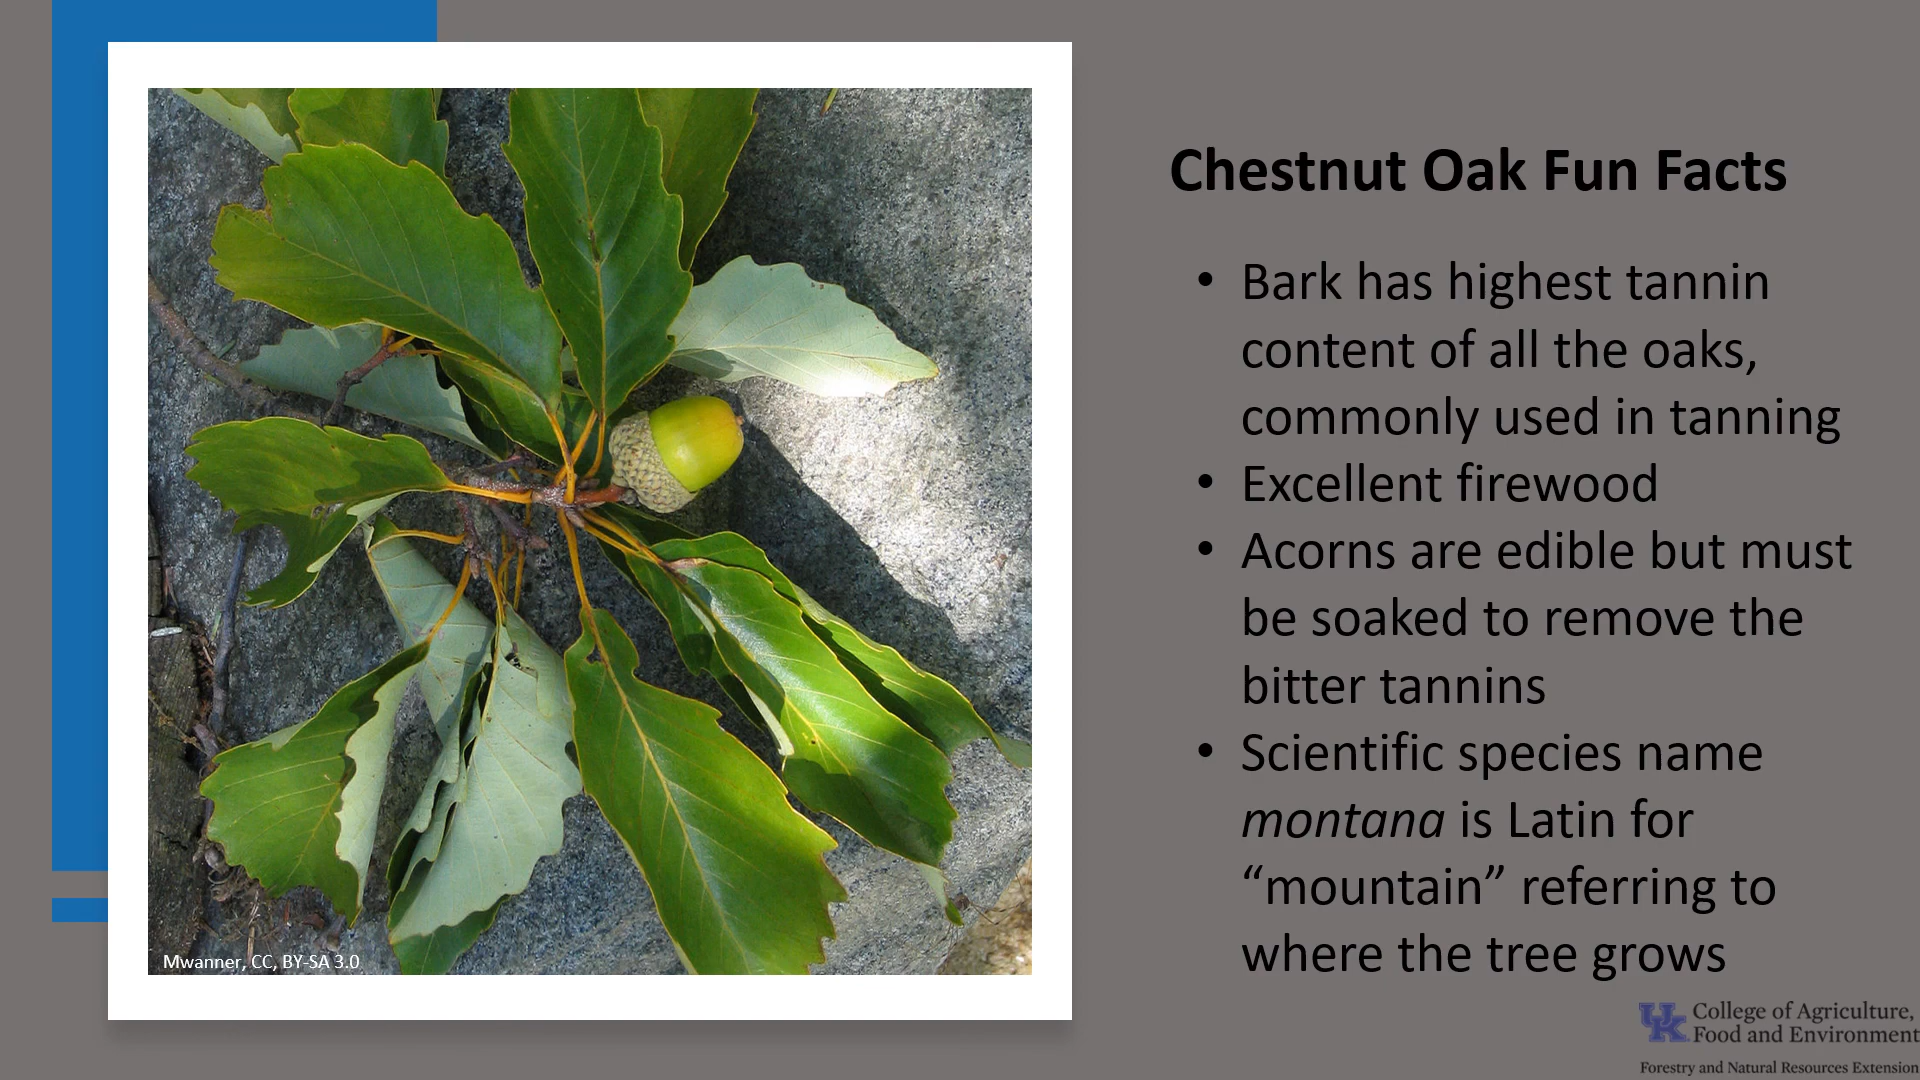 Chestnut Oak Fun Facts
• Bark has highest tannin
content of all the oaks,
commonly used in tanning
• Excellent firewood
• Acorns are edible but must
be soaked to remove the
bitter tannins
• Scientific species name
montana is Latin for
“mountain” referring to
where the tree grows
Mwanner, CC, BY-SA 3.0
UK College of Agriculture,
Food and Environment
Forestry and Natural Resources Extension